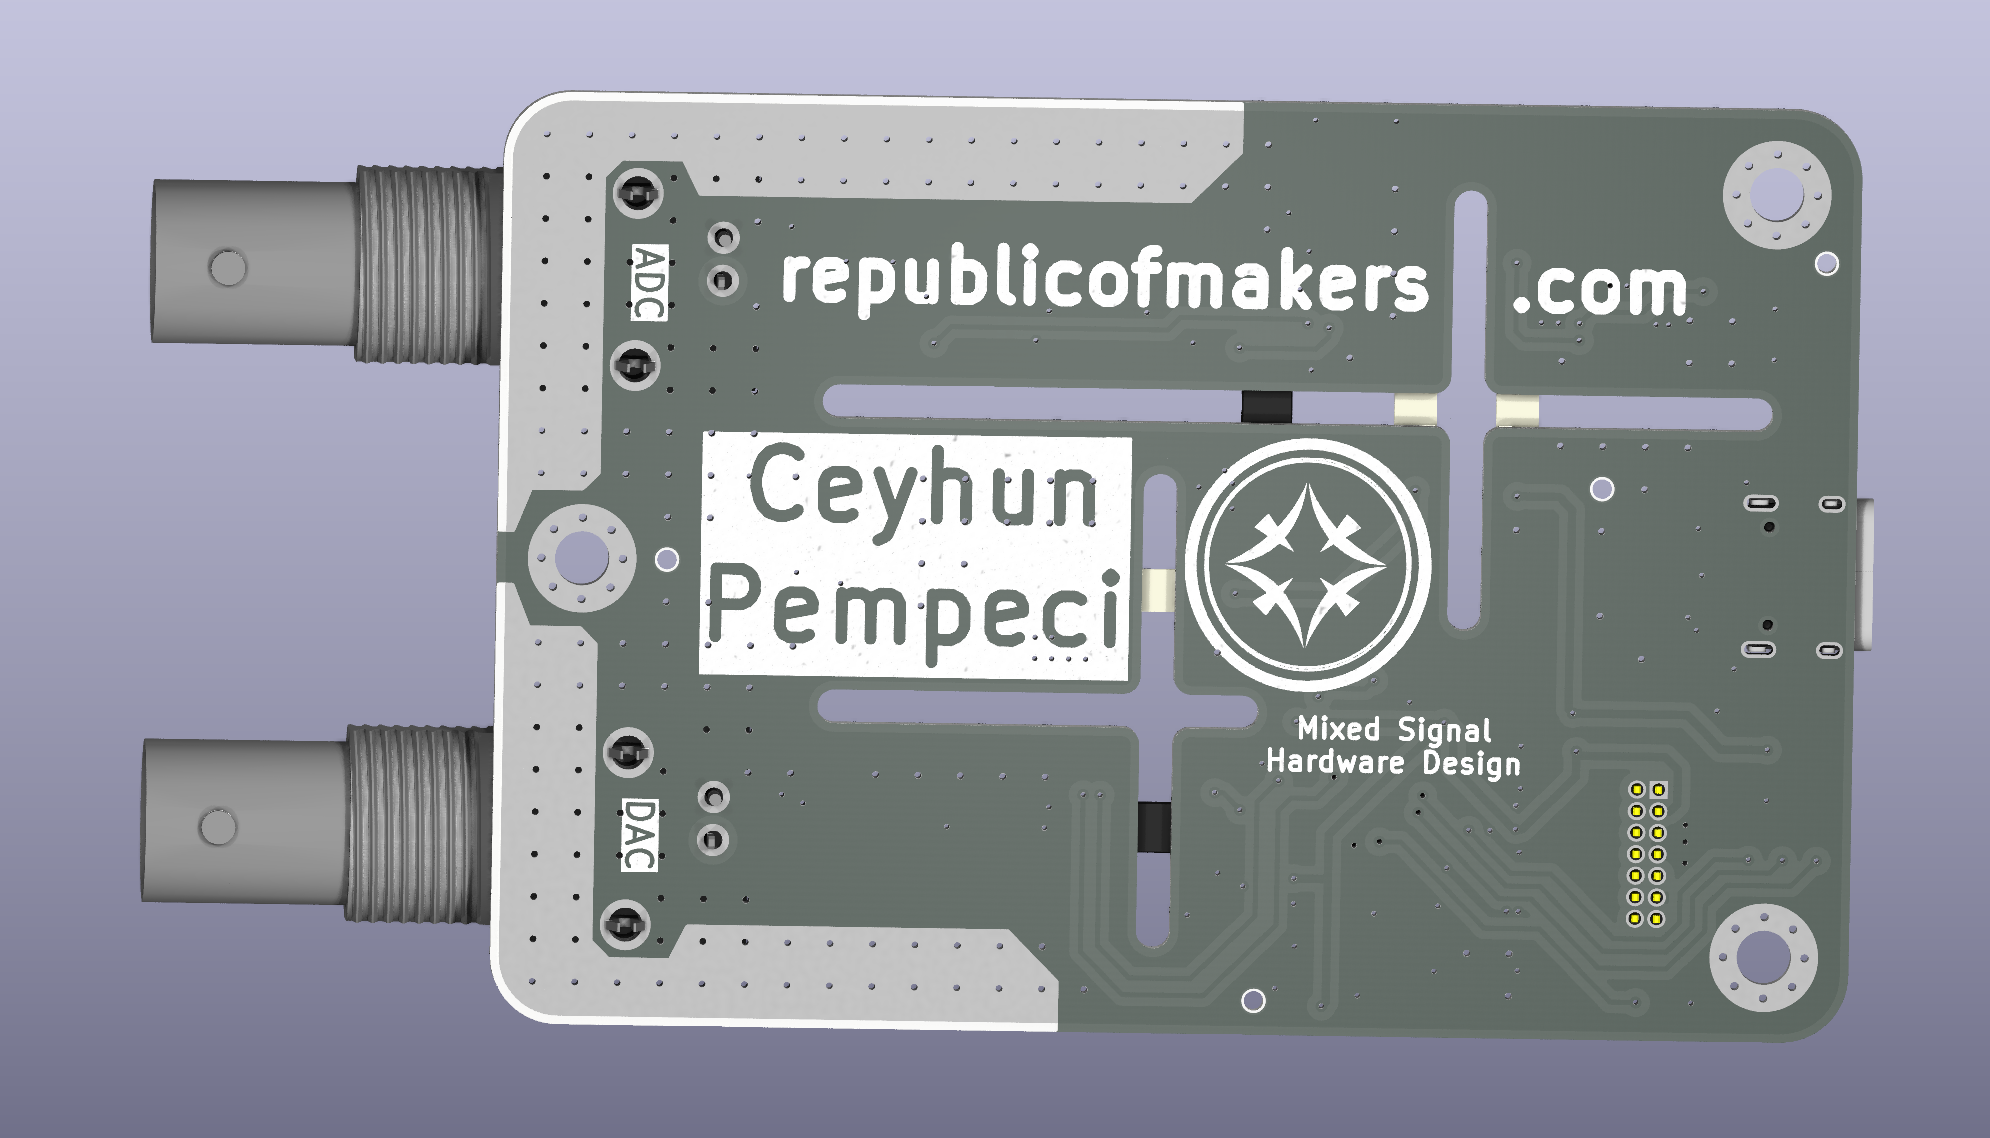 republicofmakers .com
ADC
Ceyhun
Pempeci
Mixed Signal
Hardware Design
DAC